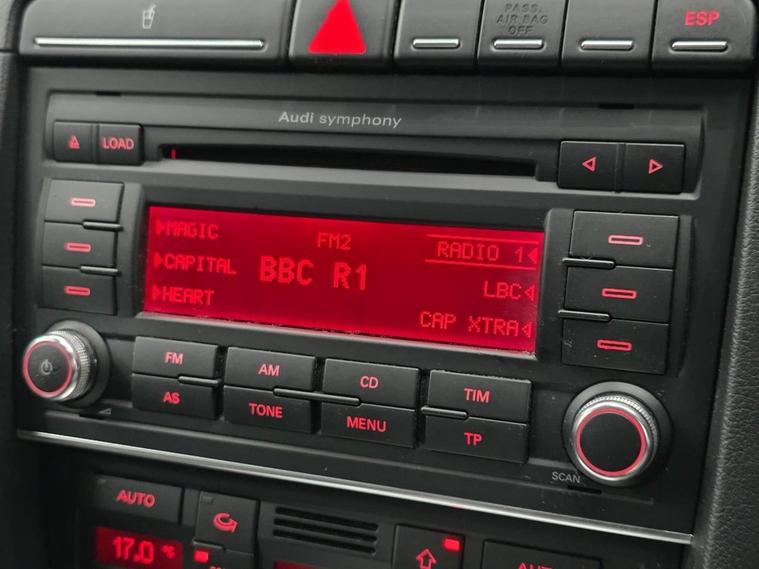 PASS.
AIR BAG
OFF
ESP
Audi symphony
LOAD
MAGIC
FM2
RADIO 1
CAPITAL
BBC R1
LBC
HEART
CAP XTRA
FM
AM
CD
TIM
AS
TONE
MENU
TP
SCAN
AUTO
17.0 °C
AUTO